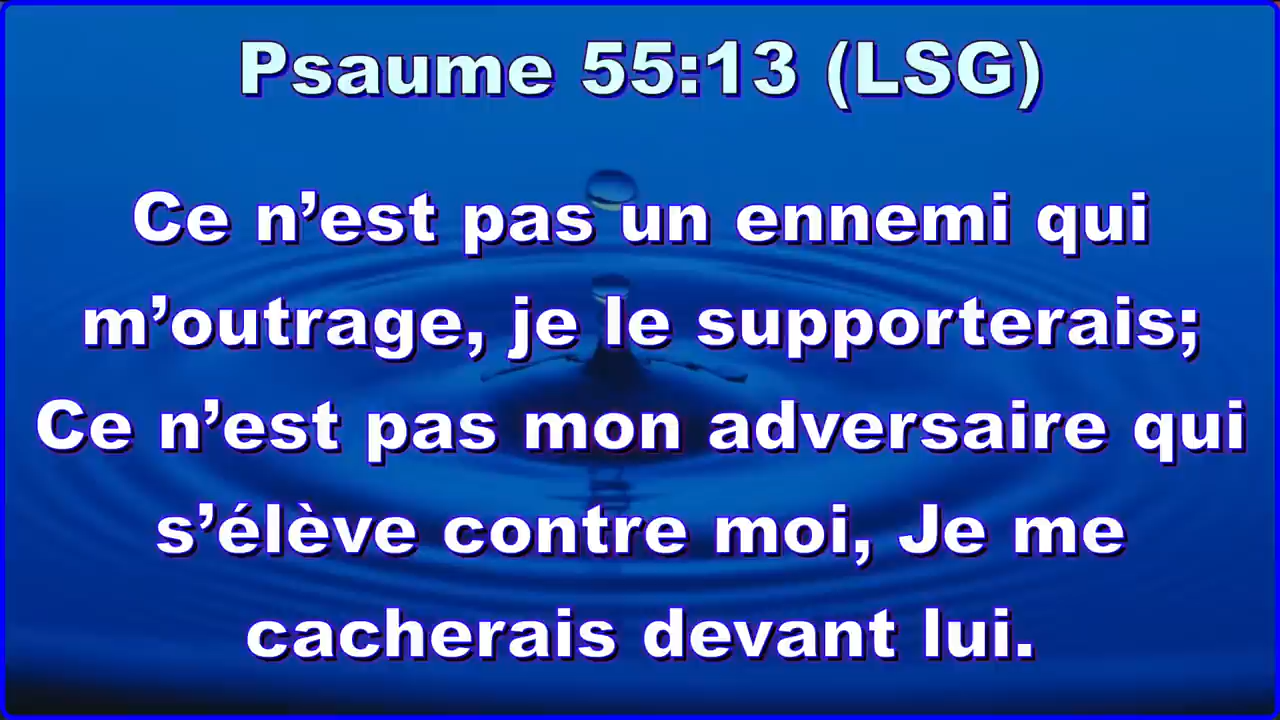 Psaume 55:13 (LSG)
Ce n’est pas un ennemi qui
m’outrage, je le supporterais;
Ce n’est pas mon adversaire qui
s’élève contre moi, Je me
cacherais devant lui.